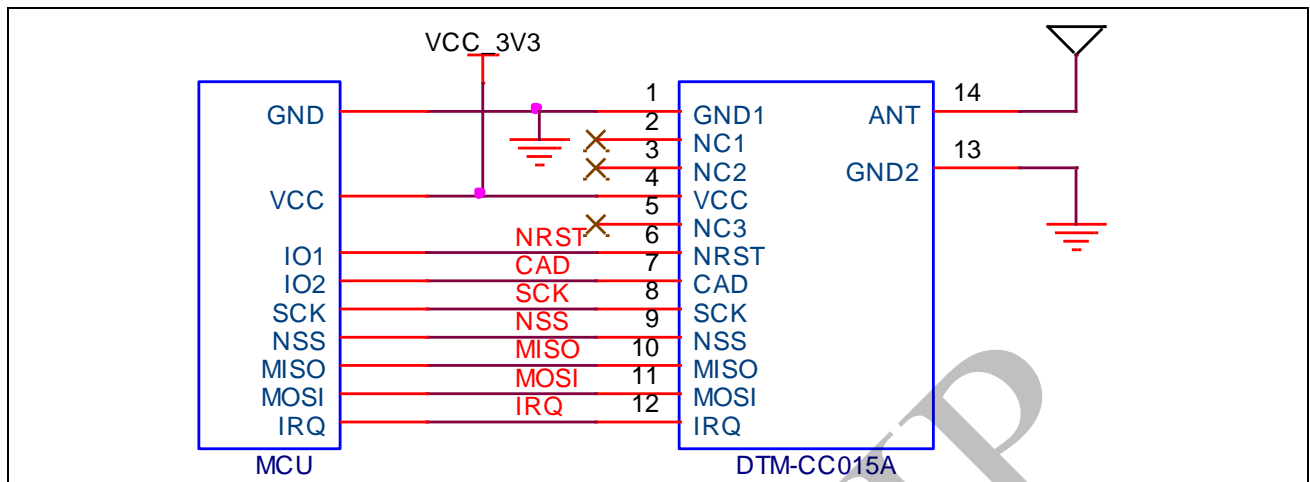 VCC_3V3
GND 1 GND1 ANT 14
2 NC1
3 NC2 GND2 13
VCC 4 VCC
5 NC3
IO1 NRST 6 NRST
IO2 CAD 7 CAD
SCK SCK 8 SCK
NSS NSS 9 NSS
MISO MISO 10 MISO
MOSI MOSI 11 MOSI
IRQ IRQ 12 IRQ
MCU DTM-CC015A